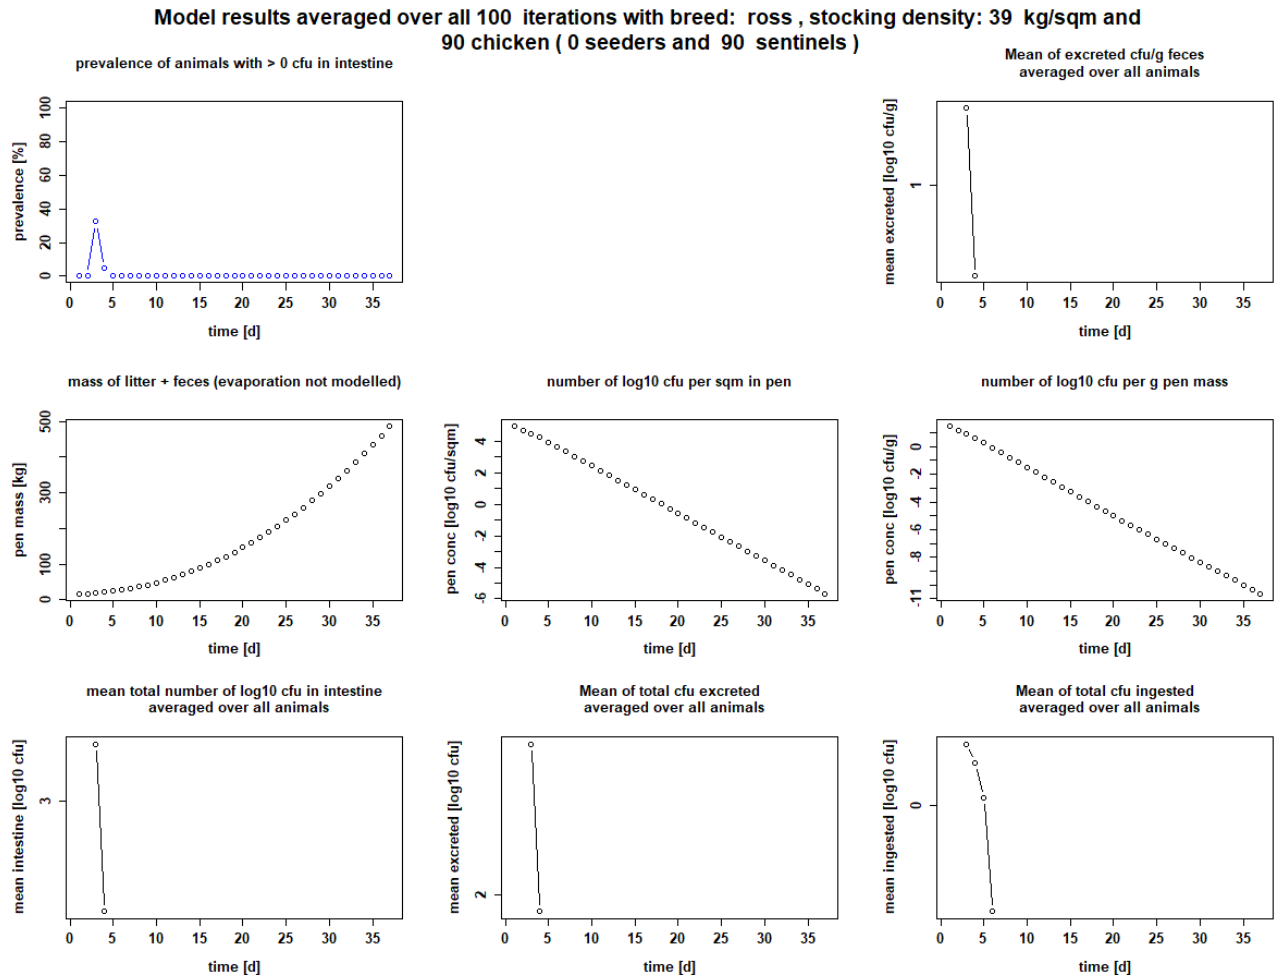 Model results averaged over all 100  iterations with breed:  ross , stocking density: 39  kg/sqm and
90 chicken ( 0 seeders and  90  sentinels )
prevalence of animals with > 0 cfu in intestine
prevalence [%]
0 20 40 60 80 100
0 5 10 15 20 25 30 35
time [d]
Mean of excreted cfu/g feces
averaged over all animals
mean excreted [log10 cfu/g]
1
0 5 10 15 20 25 30 35
time [d]
mass of litter + feces (evaporation not modelled)
pen mass [kg]
0 100 300 500
0 5 10 15 20 25 30 35
time [d]
number of log10 cfu per sqm in pen
pen conc [log10 cfu/sqm]
-6 -4 -2 0 2 4
0 5 10 15 20 25 30 35
time [d]
number of log10 cfu per g pen mass
pen conc [log10 cfu/g]
-11 -8 -6 -4 -2 0
0 5 10 15 20 25 30 35
time [d]
mean total number of log10 cfu in intestine
averaged over all animals
mean intestine [log10 cfu]
3
0 5 10 15 20 25 30 35
time [d]
Mean of total cfu excreted
averaged over all animals
mean excreted [log10 cfu]
2
0 5 10 15 20 25 30 35
time [d]
Mean of total cfu ingested
averaged over all animals
mean ingested [log10 cfu]
0
0 5 10 15 20 25 30 35
time [d]